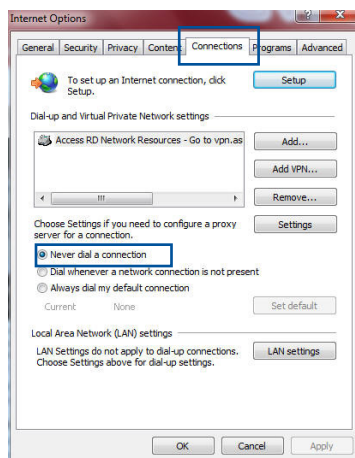 Internet Options
General Security Privacy Content Connections Programs Advanced
To set up an Internet connection, click
Setup.
Setup
Dial-up and Virtual Private Network settings
Access RD Network Resources - Go to vpn.as
Add...
Add VPN...
Remove...
Choose Settings if you need to configure a proxy
server for a connection.
Settings
Never dial a connection
Dial whenever a network connection is not present
Always dial my default connection
Current None
Set default
Local Area Network (LAN) settings
LAN Settings do not apply to dial-up connections.
Choose Settings above for dial-up settings.
LAN settings
OK Cancel Apply